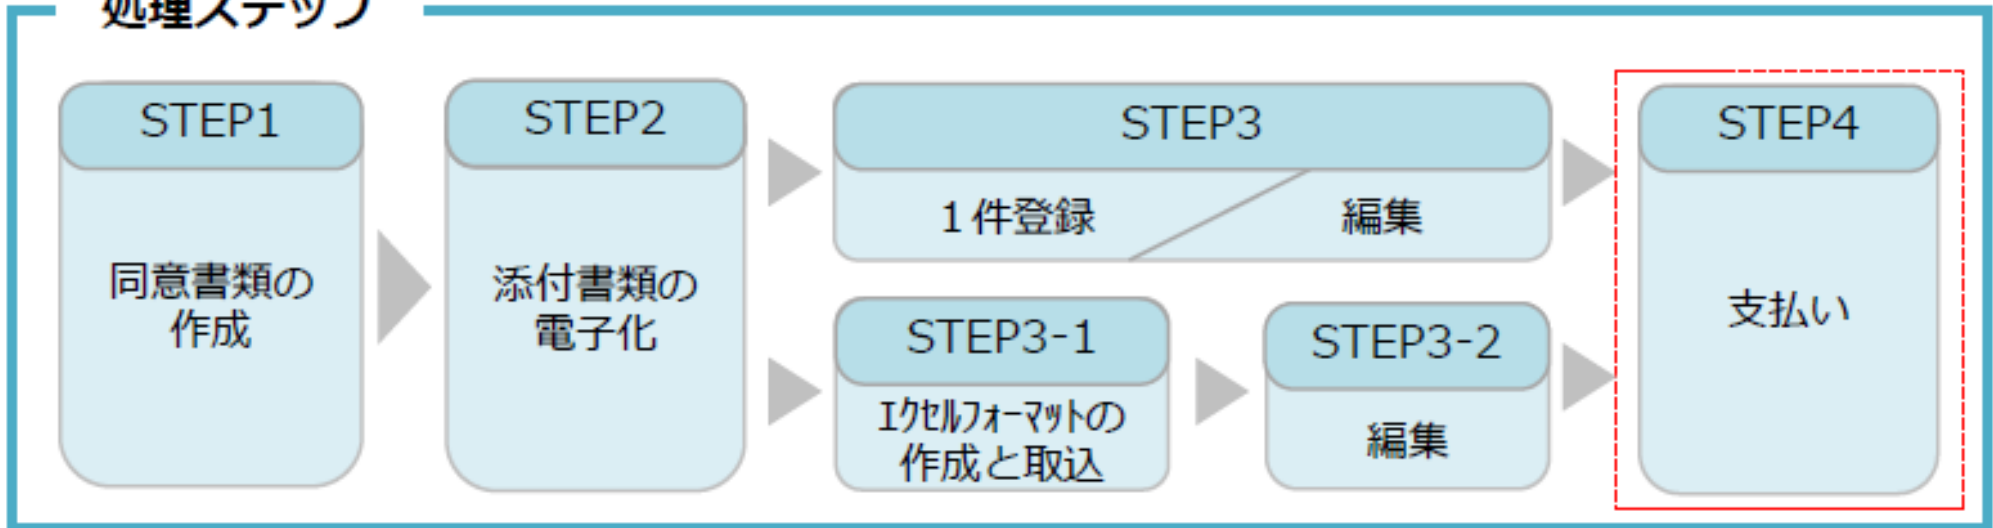 処理ステップ
STEP1
同意書類の
作成
STEP2
添付書類の
電子化
STEP3
１件登録
編集
STEP3-1
ｴｸｾﾙﾌｫｰﾏｯﾄの
作成と取込
STEP3-2
編集
STEP4
支払い